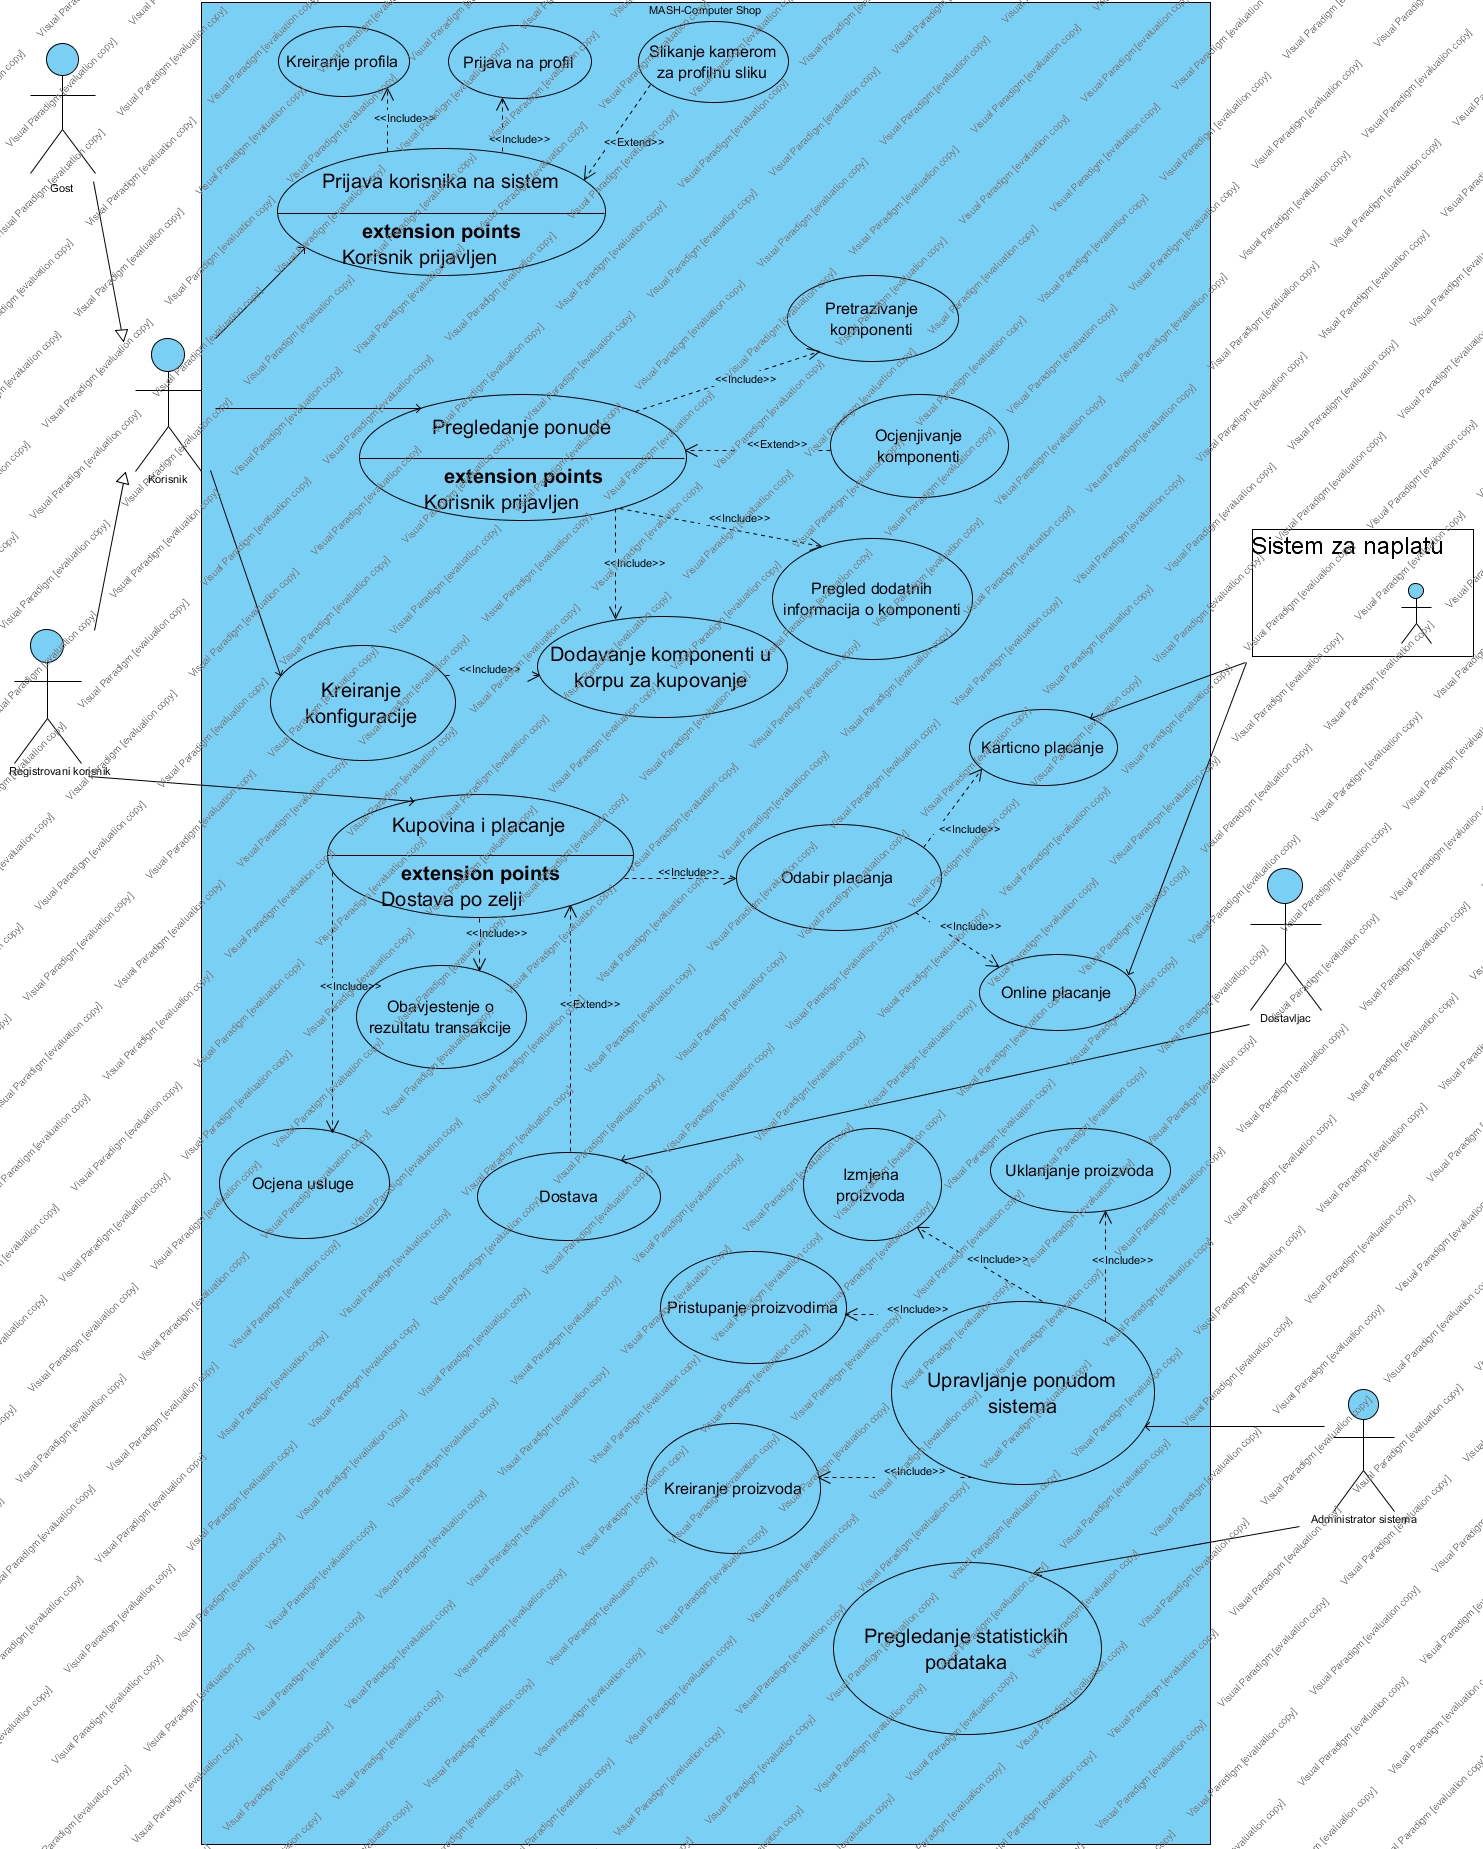 MASH-Computer Shop
Kreiranje profila
Prijava na profil
Slikanje kamerom
za profilnu sliku
<<Include>>
<<Include>>
<<Extend>>
Gost
Prijava korisnika na sistem
extension points
Korisnik prijavljen
Pretrazivanje
komponenti
<<Include>>
Korisnik
Pregledanje ponude
extension points
Korisnik prijavljen
<<Extend>>
Ocjenjivanje
komponenti
<<Include>>
<<Include>>
Pregled dodatnih
informacija o komponenti
Sistem za naplatu
Kreiranje
konfiguracije
<<Include>>
Dodavanje komponenti u
korpu za kupovanje
Registrovani korisnik
Karticno placanje
Kupovina i placanje
extension points
Dostava po zelji
<<Include>>
Odabir placanja
<<Include>>
<<Include>>
Online placanje
<<Include>>
<<Include>>
<<Extend>>
Obavjestenje o
rezultatu transakcije
Dostavljac
Ocjena usluge
Dostava
Izmjena
proizvoda
Uklanjanje proizvoda
<<Include>>
<<Include>>
Pristupanje proizvodima
<<Include>>
Upravljanje ponudom
sistema
Kreiranje proizvoda
<<Include>>
Administrator sistema
Pregledanje statistickih
podataka
Visual Paradigm [evaluation copy]